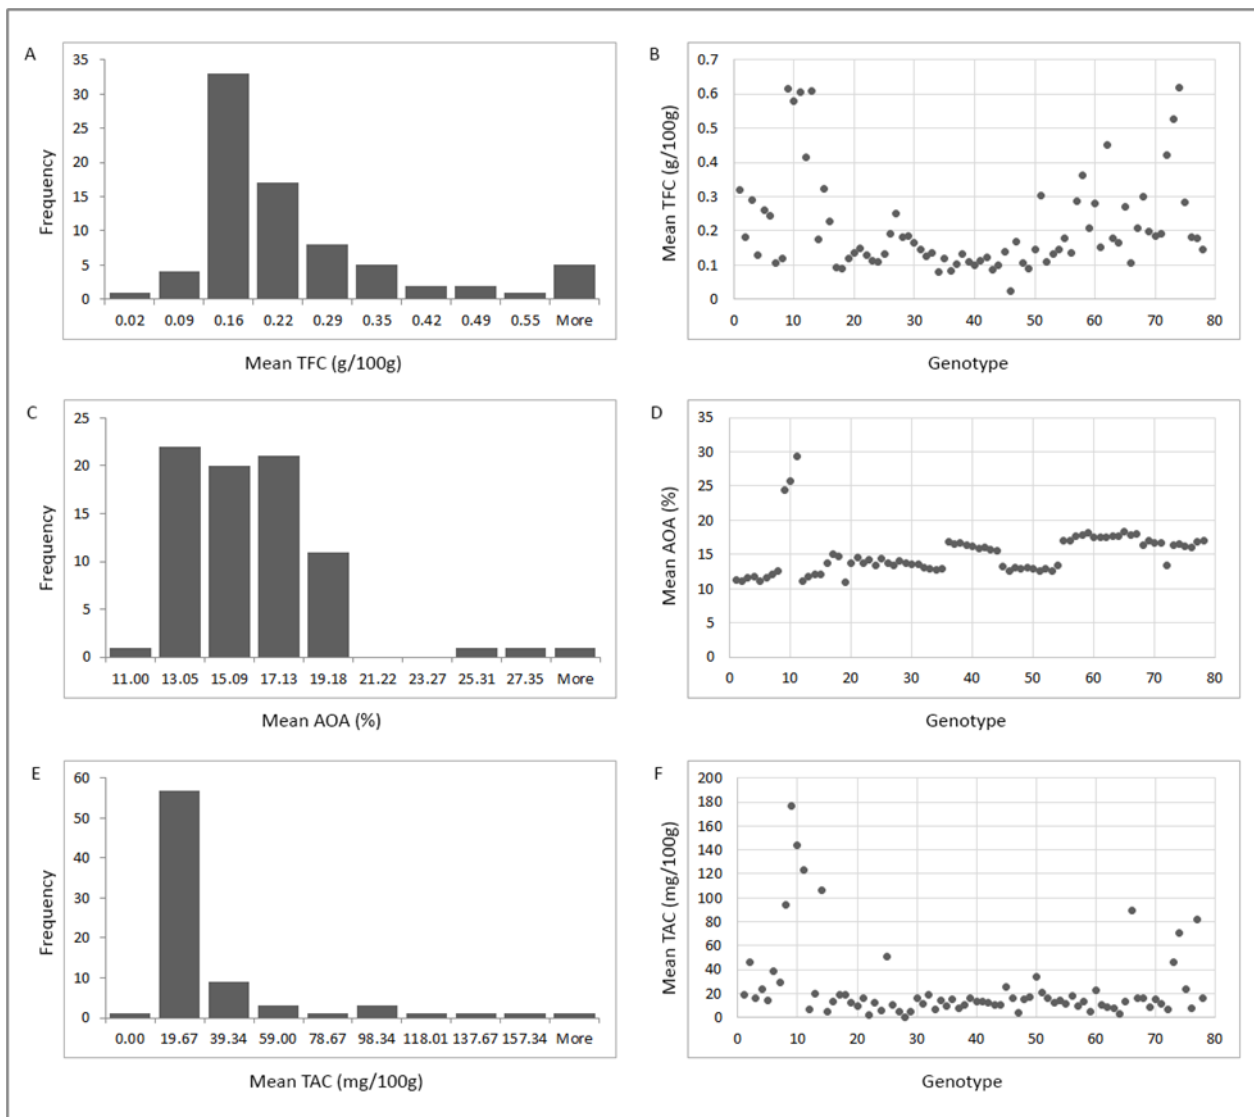 A
35
30
25
20
15
10
5
0
Frequency
0.02 0.09 0.16 0.22 0.29 0.35 0.42 0.49 0.55 More
Mean TFC (g/100g)
B
0.7
0.6
0.5
0.4
0.3
0.2
0.1
0
Mean TFC (g/100g)
0 10 20 30 40 50 60 70 80
Genotype
C
25
20
15
10
5
0
Frequency
11.00 13.05 15.09 17.13 19.18 21.22 23.27 25.31 27.35 More
Mean AOA (%)
D
35
30
25
20
15
10
5
0
Mean AOA (%)
0 10 20 30 40 50 60 70 80
Genotype
E
60
50
40
30
20
10
0
Frequency
0.00 19.67 39.34 59.00 78.67 98.34 118.01 137.67 157.34 More
Mean TAC (mg/100g)
F
200
180
160
140
120
100
80
60
40
20
0
Mean TAC (mg/100g)
0 10 20 30 40 50 60 70 80
Genotype